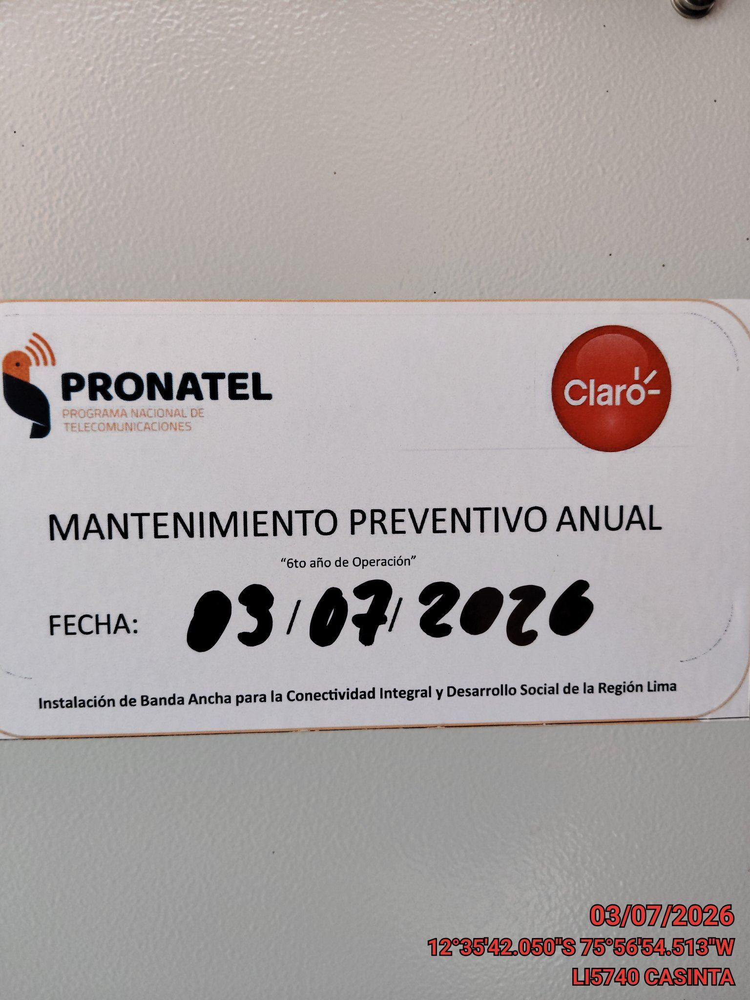 PRONATEL
PROGRAMA NACIONAL DE
TELECOMUNICACIONES
Claro
MANTENIMIENTO PREVENTIVO ANUAL
“6to año de Operación”
FECHA: 03/07/2026
Instalación de Banda Ancha para la Conectividad Integral y Desarrollo Social de la Región Lima
03/07/2026
12°35'42.050"S 75°56'54.513"W
LI5740 CASINTA